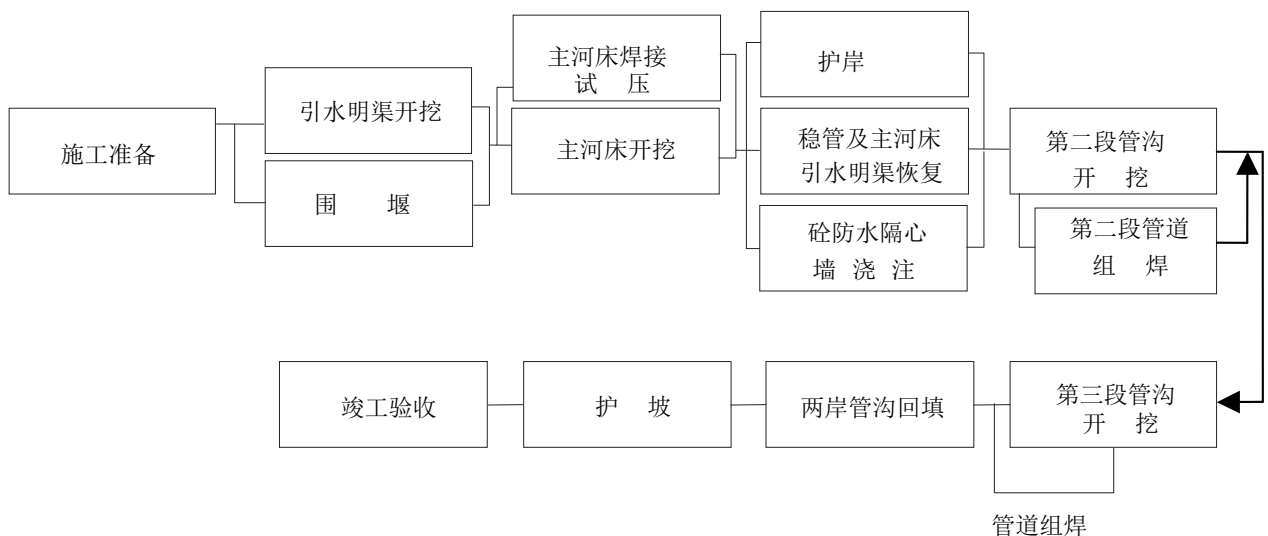 施工准备
引水明渠开挖
围 堰
主河床焊接
试 压
主河床开挖
护岸
稳管及主河床
引水明渠恢复
砼防水隔心
墙 浇 注
第二段管沟
开 挖
第二段管道
组 焊
第三段管沟
开 挖
管道组焊
两岸管沟回填
护 坡
竣工验收